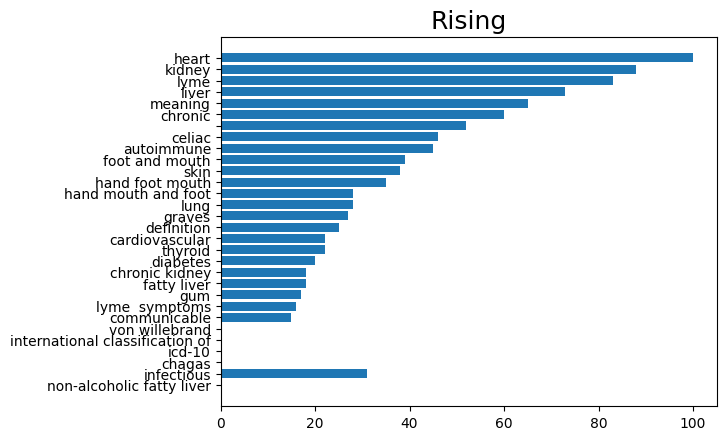 Rising
heart
kidney
lyme
liver
meaning
chronic
celiac
autoimmune
foot and mouth
skin
hand foot mouth
hand mouth and foot
lung
graves
definition
cardiovascular
thyroid
diabetes
chronic kidney
fatty liver
gum
lyme  symptoms
communicable
von willebrand
international classification of
icd-10
chagas
infectious
non-alcoholic fatty liver
0 20 40 60 80 100